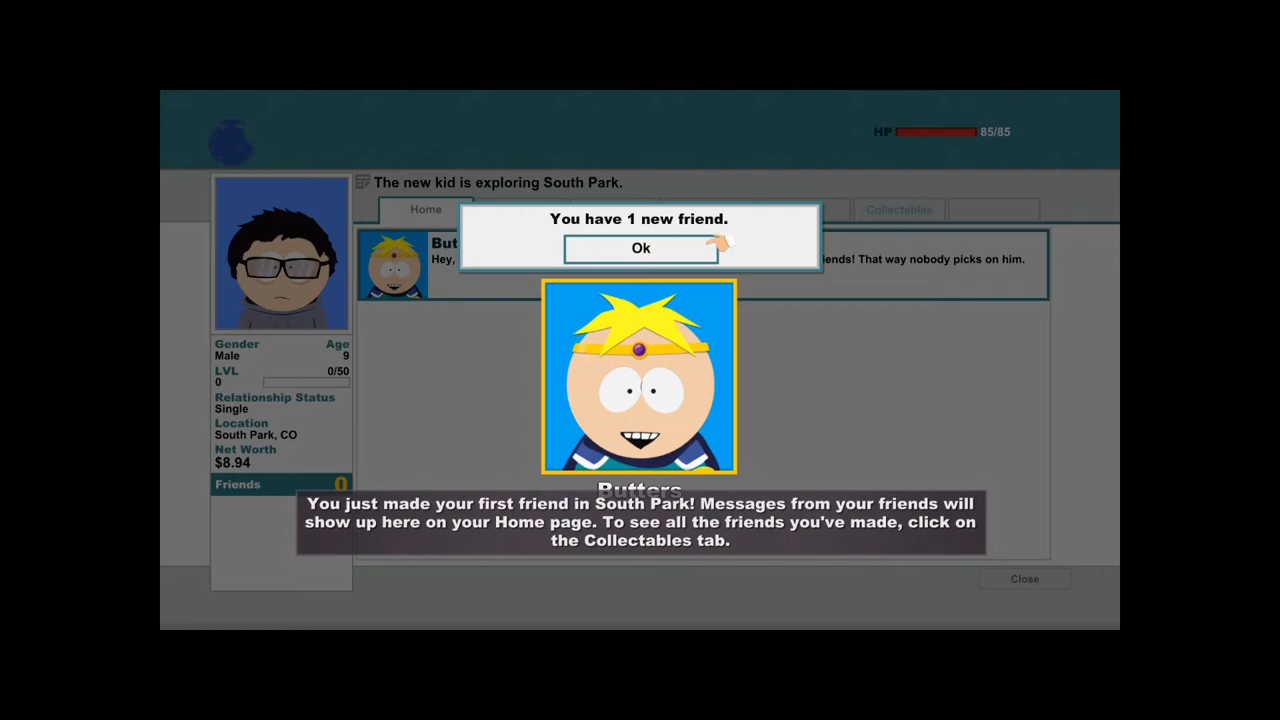 HP 85/85
The new kid is exploring South Park.
Home
Collectables
You have 1 new friend.
Ok
Hey,
iends! That way nobody picks on him.
Gender Age
Male 9
LVL 0/50
0
Relationship Status
Single
Location
South Park, CO
Net Worth
$8.94
Friends 0
Butters
You just made your first friend in South Park! Messages from your friends will
show up here on your Home page. To see all the friends you've made, click on
the Collectables tab.
Close